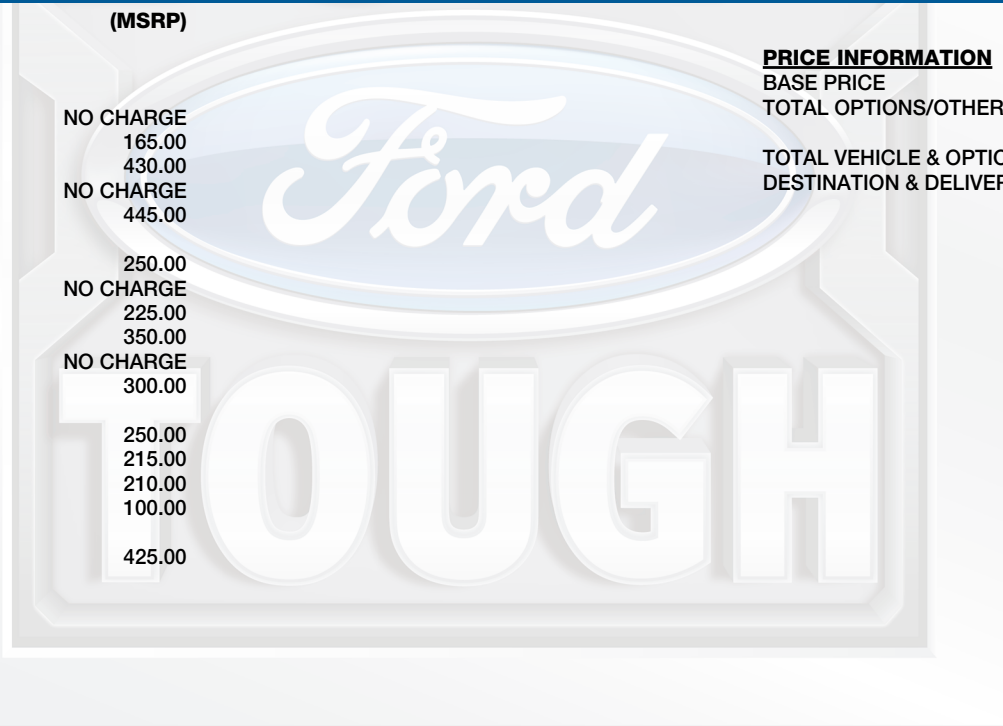 (MSRP)
NO CHARGE
165.00
430.00
NO CHARGE
445.00
250.00
NO CHARGE
225.00
350.00
NO CHARGE
300.00
250.00
215.00
210.00
100.00
425.00
PRICE INFORMATION
BASE PRICE
TOTAL OPTIONS/OTHER
TOTAL VEHICLE & OPTIO
DESTINATION & DELIVER
Ford
TOUGH